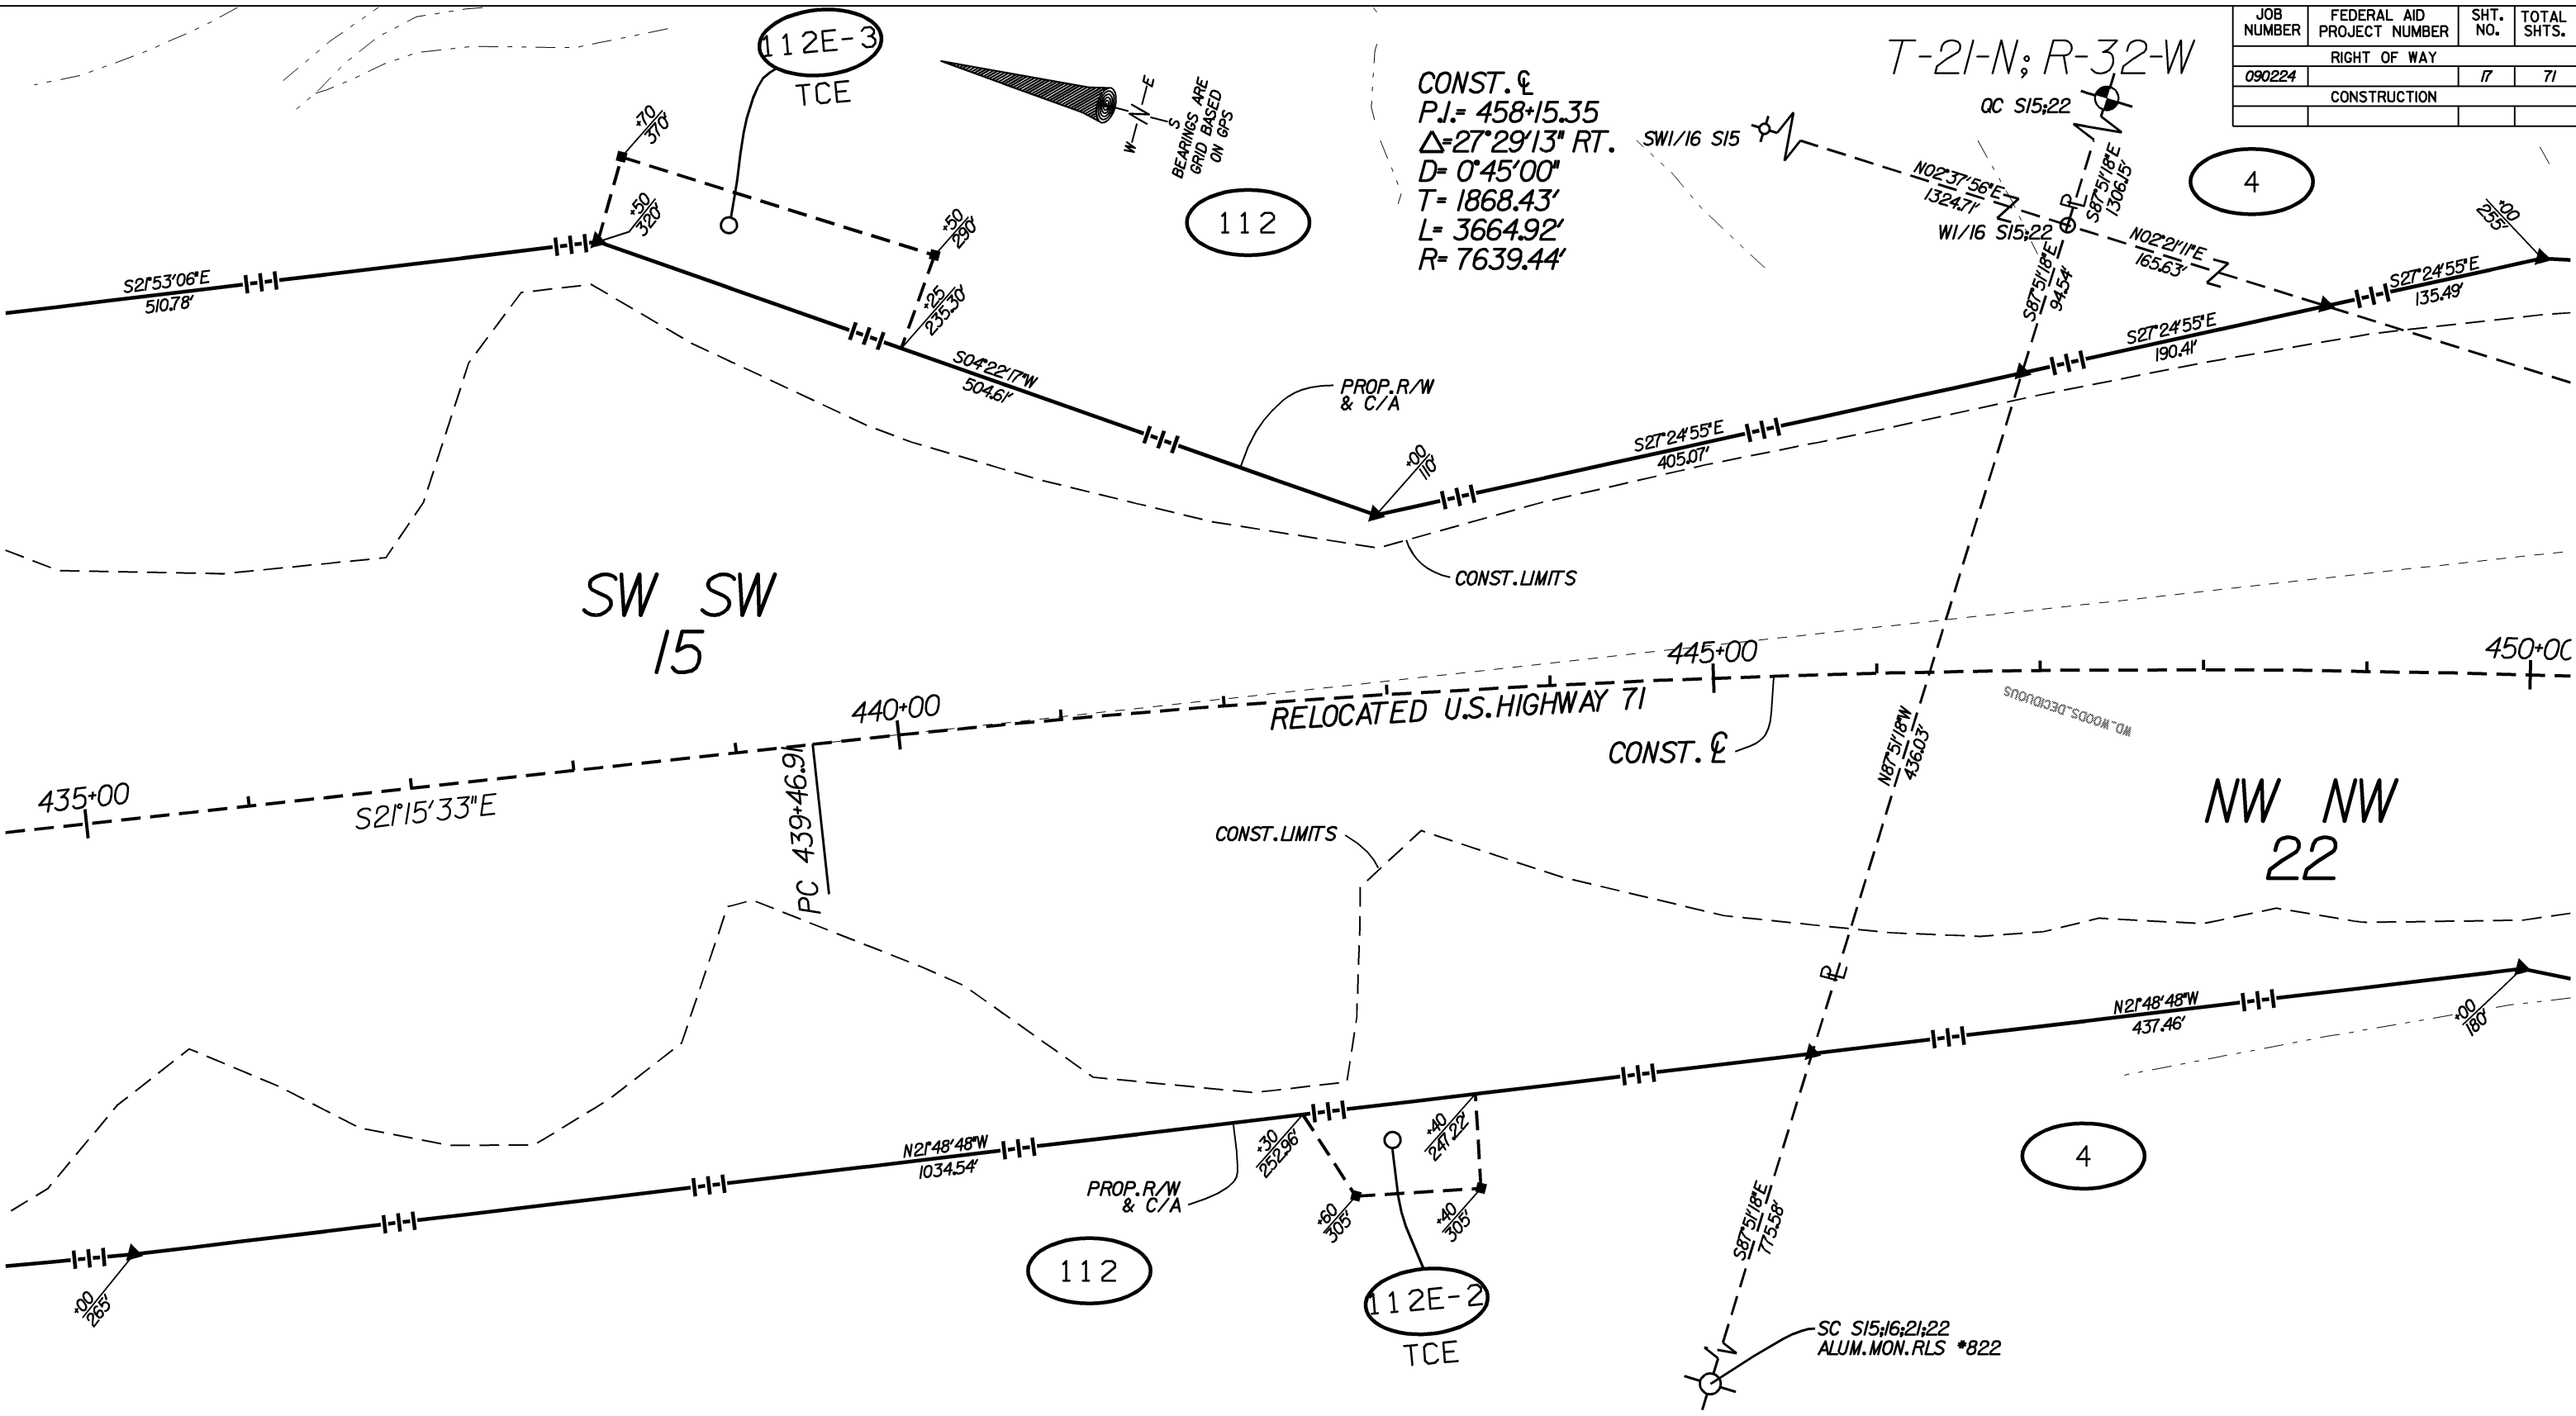 JOB NUMBER
FEDERAL AID PROJECT NUMBER
SHT. NO.
TOTAL SHTS.
RIGHT OF WAY
090224 17 71
CONSTRUCTION
T-21-N; R-32-W
112E-3
TCE
W N E S
BEARINGS ARE
GRID BASED
ON GPS
CONST. ℄
P.I.= 458+15.35
Δ=27°29'13" RT.
D= 0°45'00"
T= 1868.43'
L= 3664.92'
R= 7639.44'
QC S15;22
SW1/16 S15
N02°37'56"E
1324.71'
S87°51'18"E
1306.15'
PL
W1/16 S15;22
4
112
+70
370'
+50
320'
+50
290'
+25
235.30'
S21°53'06"E
510.78'
S04°22'17"W
504.61'
PROP. R/W
& C/A
+00
110'
N02°21'11"E
165.63'
S87°51'18"E
94.54'
+00
255'
S27°24'55"E
135.49'
S27°24'55"E
190.41'
S27°24'55"E
405.07'
CONST. LIMITS
SW SW
15
435+00
440+00
445+00
450+00
S21°15'33"E
PC 439+46.91
RELOCATED U.S. HIGHWAY 71
CONST. ℄
WD_WOODS_DECIDUOUS
N87°51'18"W
436.03'
NW NW
22
CONST. LIMITS
PL
N21°48'48"W
437.46'
+00
180'
N21°48'48"W
1034.54'
PROP. R/W
& C/A
+30
252.96'
+40
247.22'
+60
305'
+40
305'
+00
265'
112
112E-2
TCE
4
S87°51'18"E
775.58'
SC S15;16;21;22
ALUM. MON. RLS #822